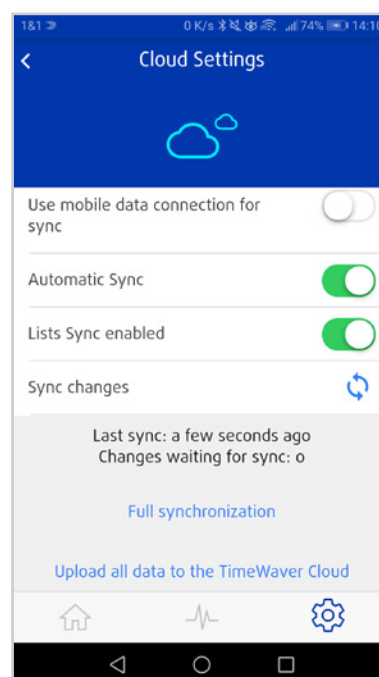 1&1 0 K/s 74% 14:10
Cloud Settings
Use mobile data connection for
sync
Automatic Sync
Lists Sync enabled
Sync changes
Last sync: a few seconds ago
Changes waiting for sync: 0
Full synchronization
Upload all data to the TimeWaver Cloud